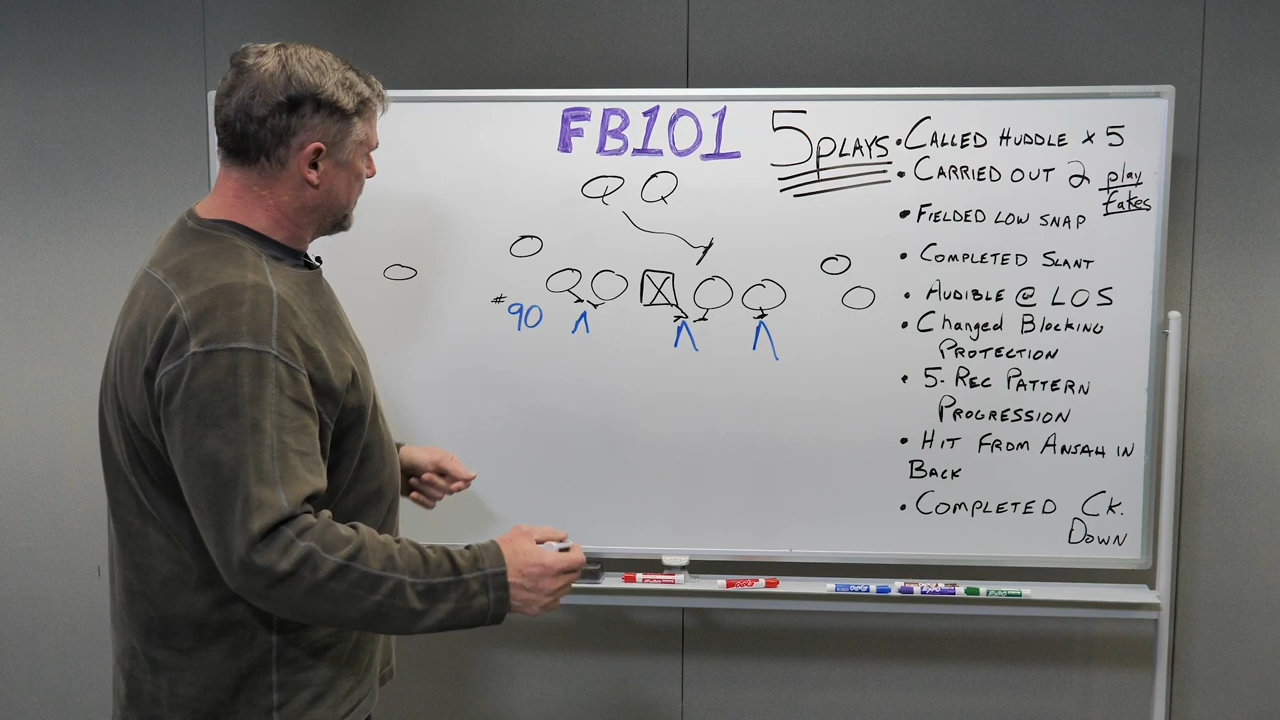 FB101
5 PLAYS
• CALLED HUDDLE x 5
• CARRIED OUT 2 play
fakes
• FIELDED LOW SNAP
• COMPLETED SLANT
• AUDIBLE @ LOS
• Changed Blocking
PROTECTION
• 5-REC PATTERN
PROGRESSION
• HIT FROM ANSAH IN
BACK
• COMPLETED CK.
DOWN
#90